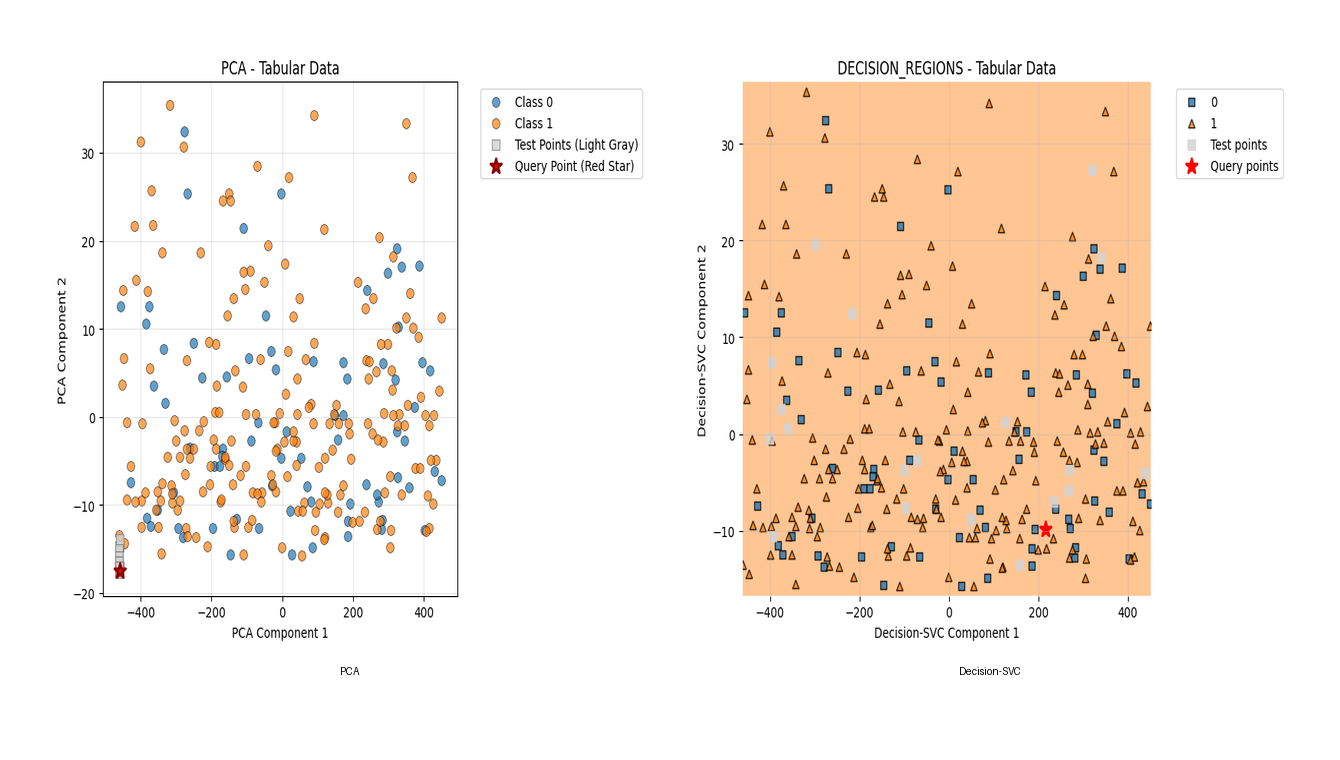 PCA - Tabular Data
30
20
10
0
−10
−20
PCA Component 2
−400
−200
0
200
400
PCA Component 1
Class 0
Class 1
Test Points (Light Gray)
Query Point (Red Star)
PCA
DECISION_REGIONS - Tabular Data
30
20
10
0
−10
Decision-SVC Component 2
−400
−200
0
200
400
Decision-SVC Component 1
0
1
Test points
Query points
Decision-SVC